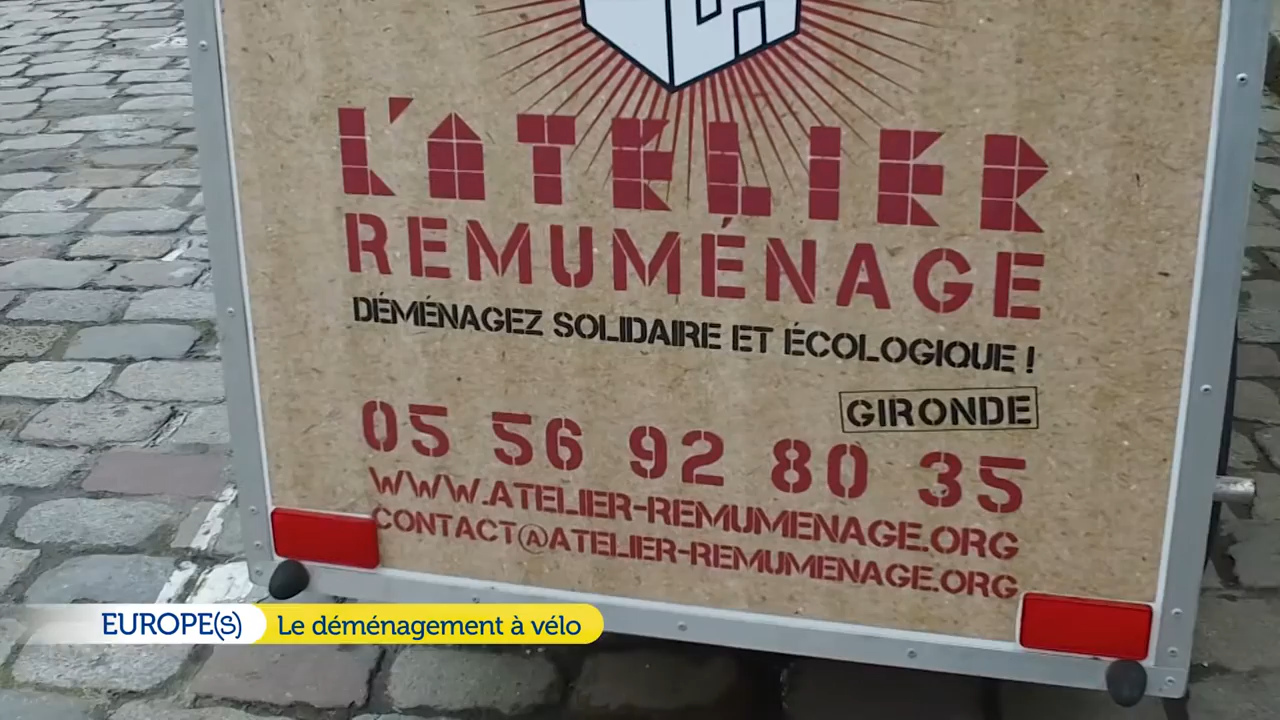 L'ATELIER
REMUMÉNAGE
DÉMÉNAGEZ SOLIDAIRE ET ÉCOLOGIQUE !
GIRONDE
05 56 92 80 35
WWW.ATELIER-REMUMENAGE.ORG
CONTACT@ATELIER-REMUMENAGE.ORG
EUROPE(S) Le déménagement à vélo